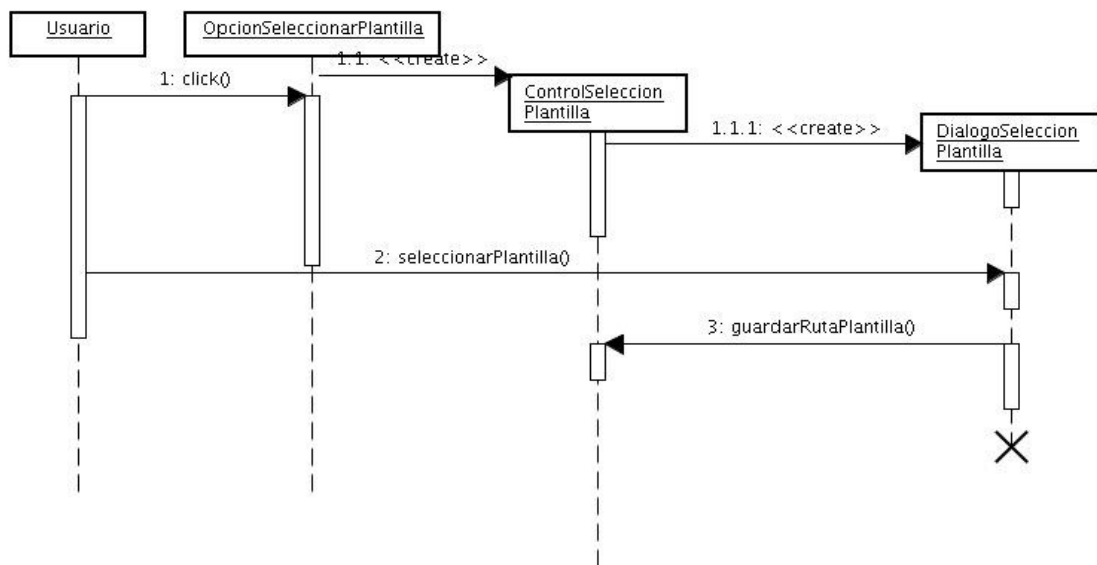 Usuario
OpcionSeleccionarPlantilla
1.1: <<create>>
1: click()
ControlSeleccion
Plantilla
1.1.1: <<create>>
DialogoSeleccion
Plantilla
2: seleccionarPlantilla()
3: guardarRutaPlantilla()